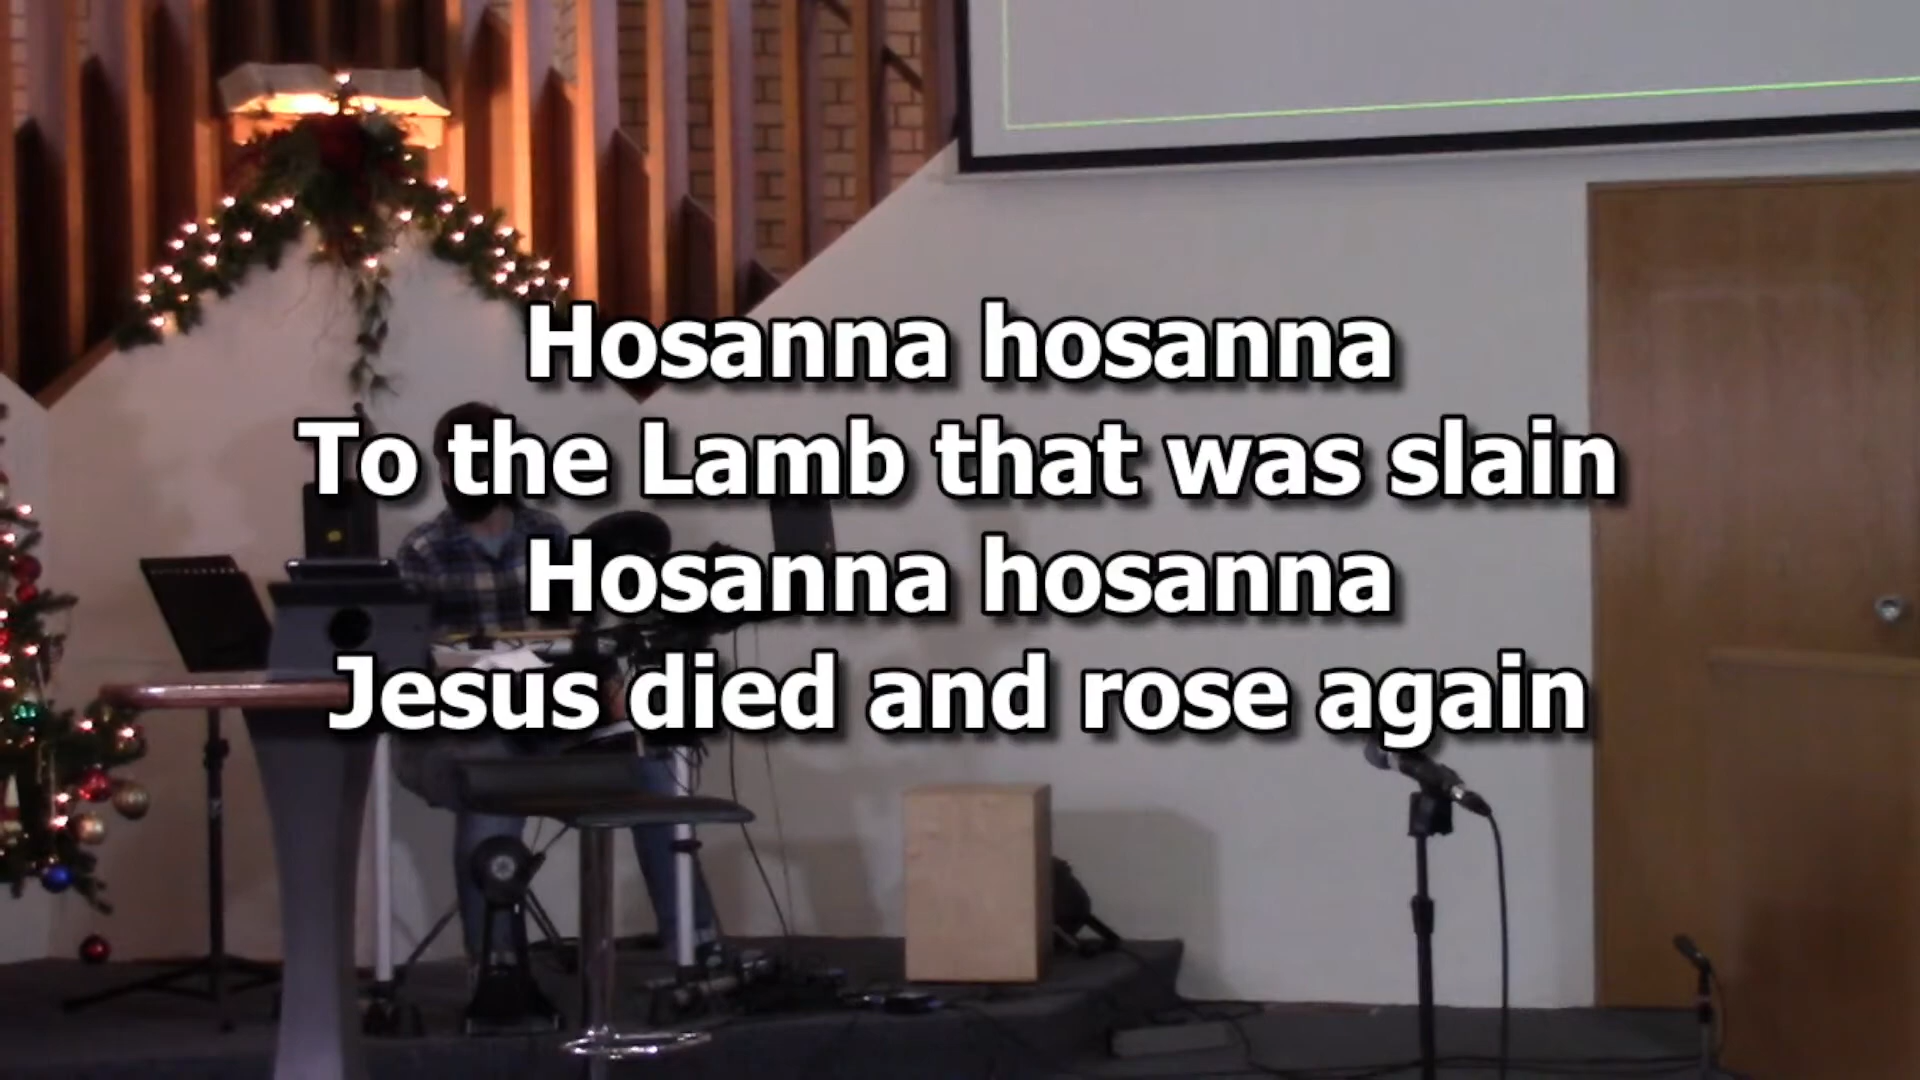 Hosanna hosanna
To the Lamb that was slain
Hosanna hosanna
Jesus died and rose again